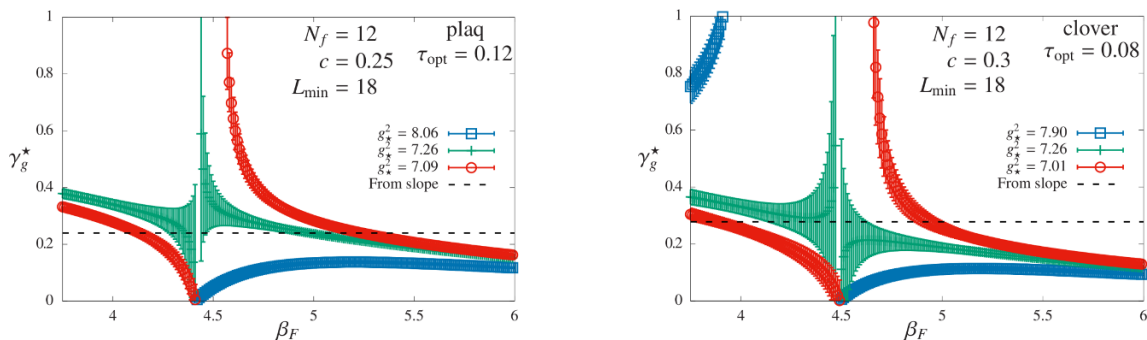 1
0.8
0.6
0.4
0.2
0
γ_g^⋆
4
4.5
5
5.5
6
β_F
N_f = 12
c = 0.25
L_min = 18
plaq
τ_opt = 0.12
g_⋆^2 = 8.06
g_⋆^2 = 7.26
g_⋆^2 = 7.09
From slope
1
0.8
0.6
0.4
0.2
0
γ_g^⋆
4
4.5
5
5.5
6
β_F
N_f = 12
c = 0.3
L_min = 18
clover
τ_opt = 0.08
g_⋆^2 = 7.90
g_⋆^2 = 7.26
g_⋆^2 = 7.01
From slope